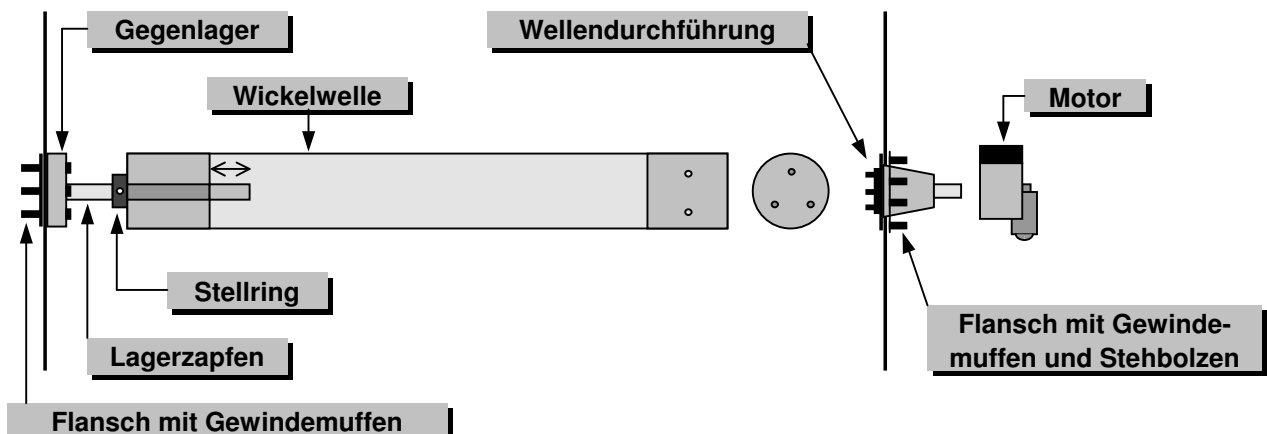 Gegenlager
Wellendurchführung
Wickelwelle
Motor
Stellring
Flansch mit Gewinde-
muffen und Stehbolzen
Lagerzapfen
Flansch mit Gewindemuffen